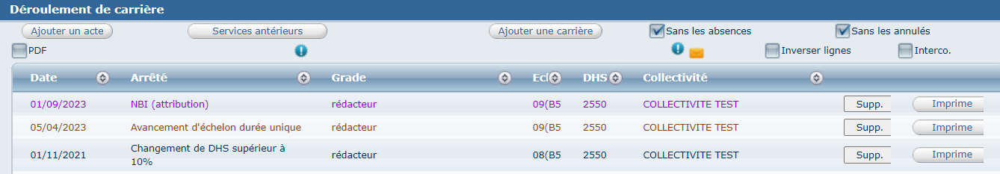 Déroulement de carrière
Ajouter un acte Services antérieurs Ajouter une carrière Sans les absences Sans les annulés
PDF Inverser lignes Interco.
Date Arrêté Grade Ecl DHS Collectivité
01/09/2023 NBI (attribution) rédacteur 09(B5 2550 COLLECTIVITE TEST Supp. Imprime
05/04/2023 Avancement d'échelon durée unique rédacteur 09(B5 2550 COLLECTIVITE TEST Supp. Imprime
01/11/2021 Changement de DHS supérieur à 10% rédacteur 08(B5 2550 COLLECTIVITE TEST Supp. Imprime